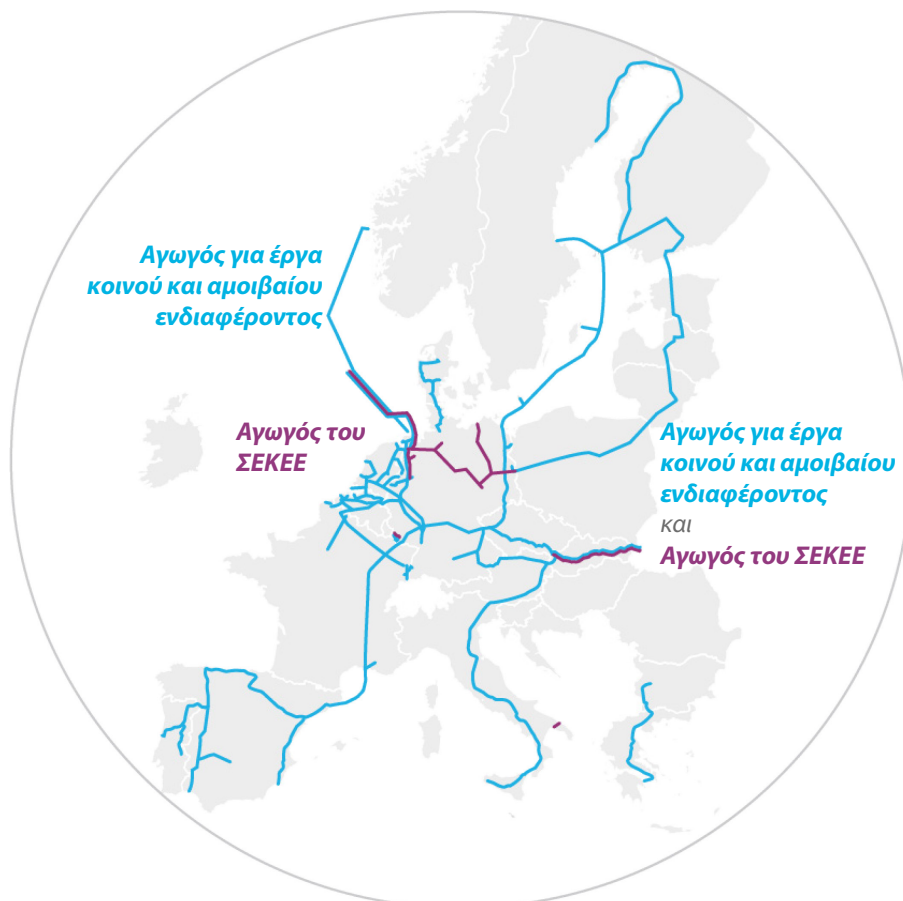 Αγωγός για έργα
κοινού και αμοιβαίου
ενδιαφέροντος
Αγωγός του
ΣΕΚΕΕ
Αγωγός για έργα
κοινού και αμοιβαίου
ενδιαφέροντος
και
Αγωγός του ΣΕΚΕΕ